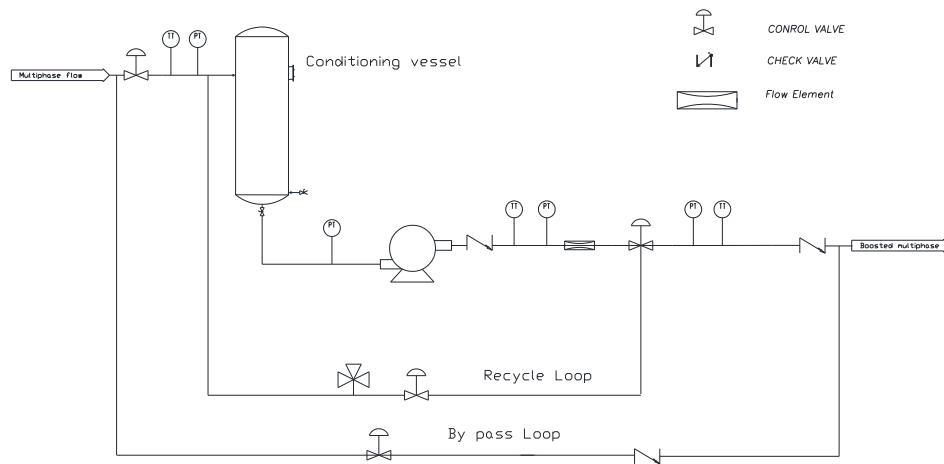 TT
PT
CONROL VALVE
Conditioning vessel
CHECK VALVE
Multiphase flow
Flow Element
PT
TT
PT
PT
TT
Boosted multiphase
Recycle Loop
By pass Loop